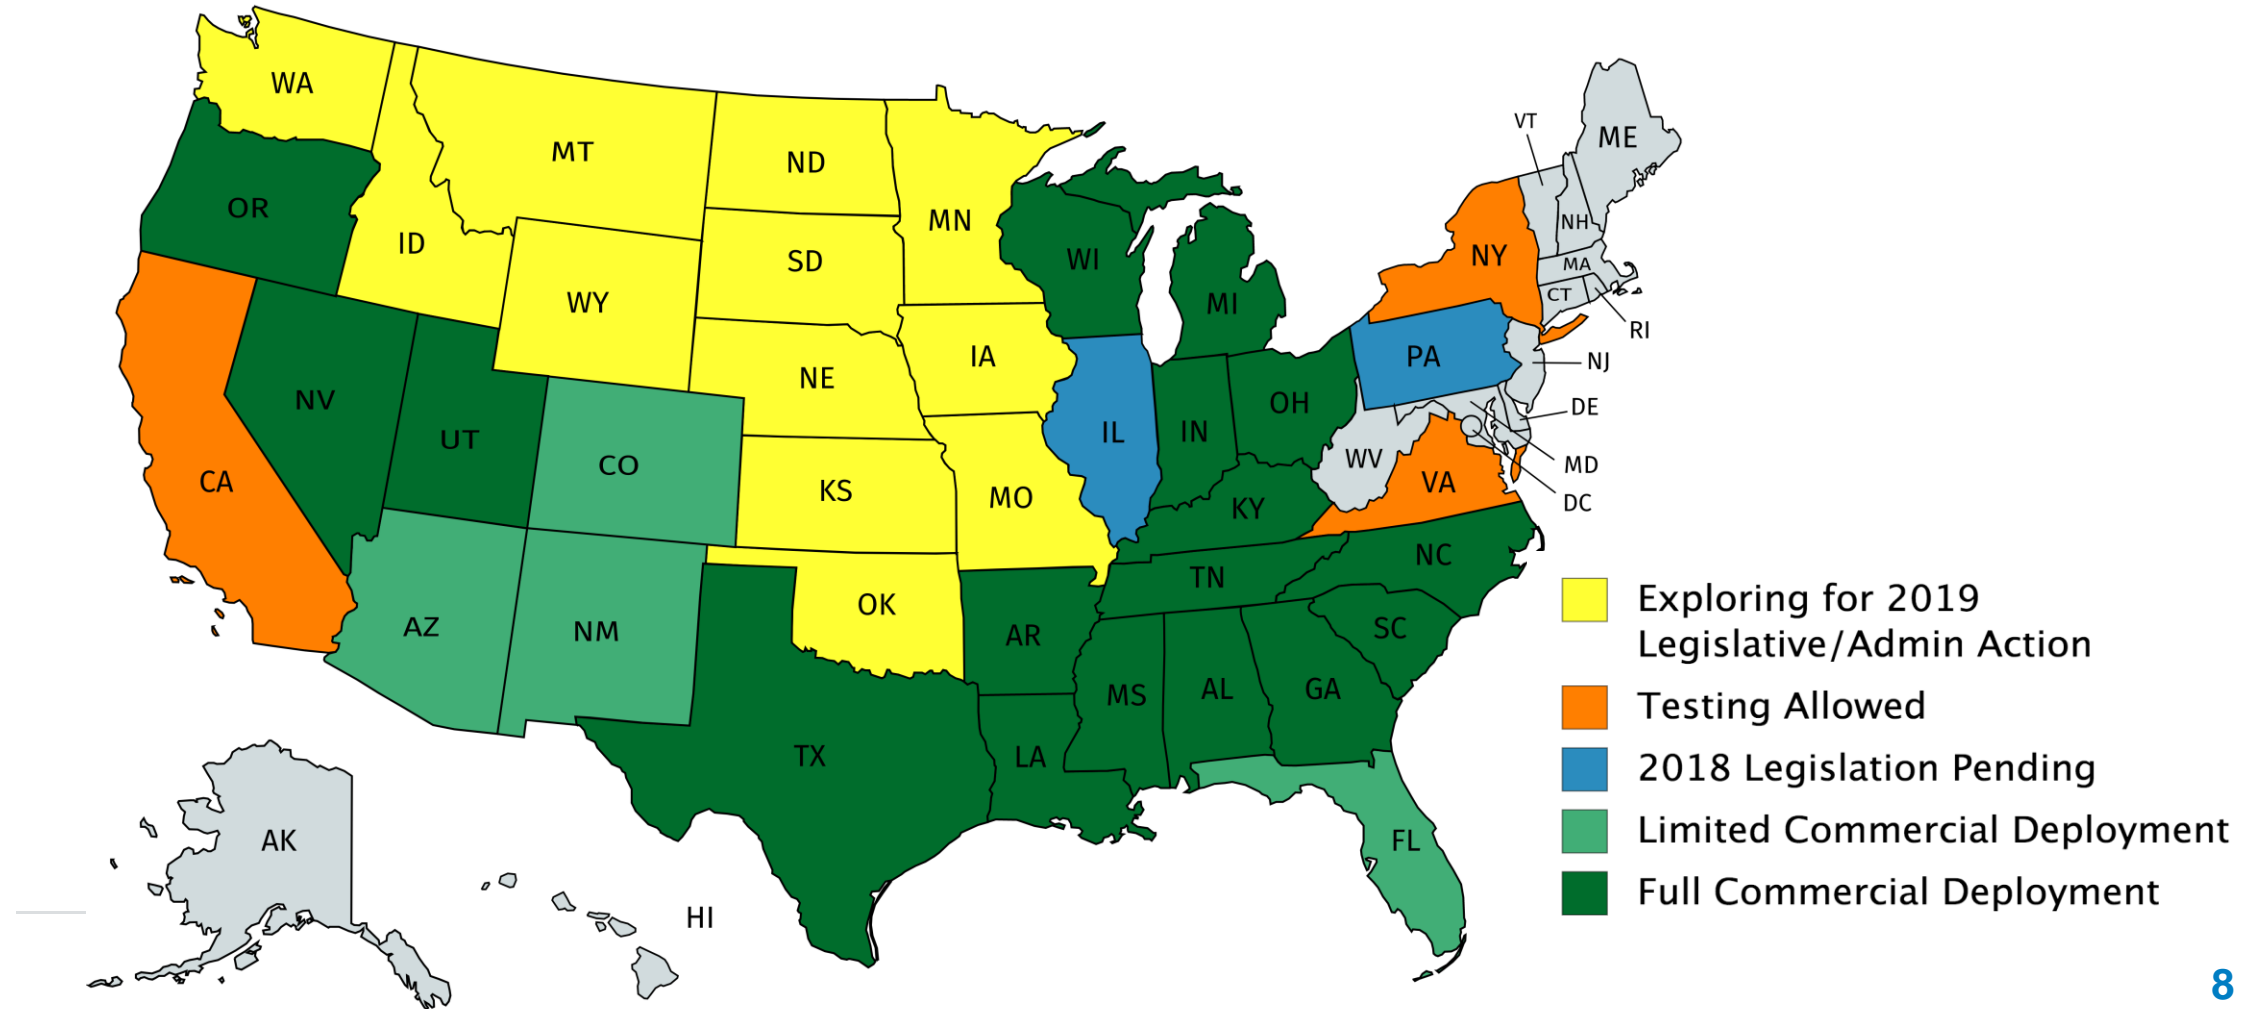 WA
MT
ND
MN
OR
ID
SD
WY
WI
MI
VT
ME
NH
NY
MA
CT
RI
IA
NE
PA
NJ
NV
UT
CO
KS
MO
IL
IN
OH
DE
WV
VA
MD
DC
CA
KY
NC
TN
AZ
NM
OK
AR
SC
MS
AL
GA
TX
LA
FL
AK
HI
Exploring for 2019
Legislative/Admin Action
Testing Allowed
2018 Legislation Pending
Limited Commercial Deployment
Full Commercial Deployment
8